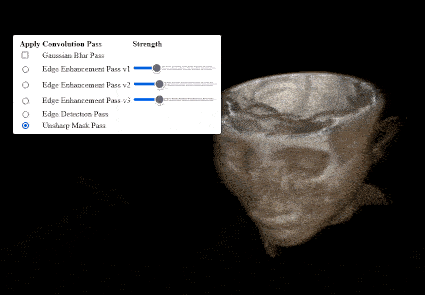 Apply Convolution Pass Strength
Gaussian Blur Pass
Edge Enhancement Pass v1
Edge Enhancement Pass v2
Edge Enhancement Pass v3
Edge Detection Pass
Unsharp Mask Pass